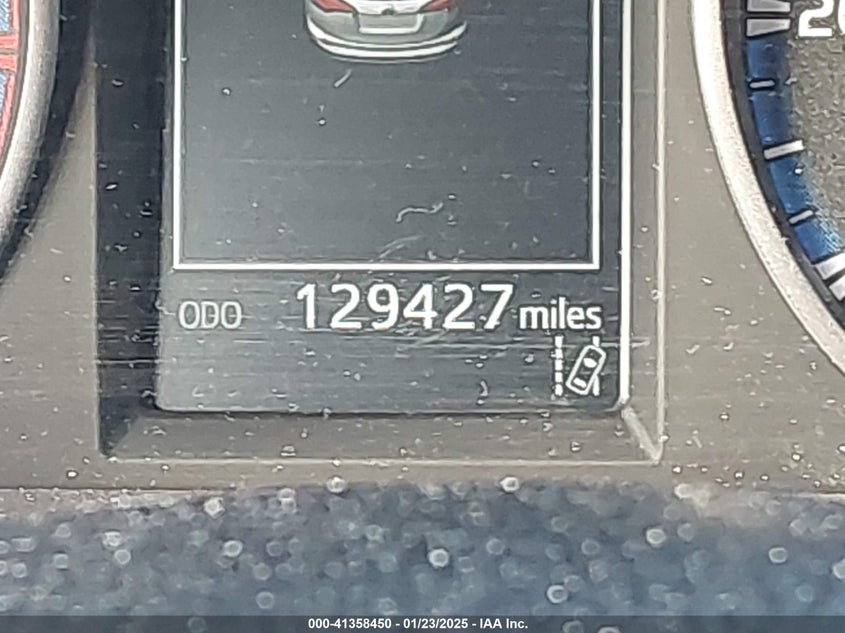 ODO 129427 miles
000-41358450 - 01/23/2025 - IAA Inc.